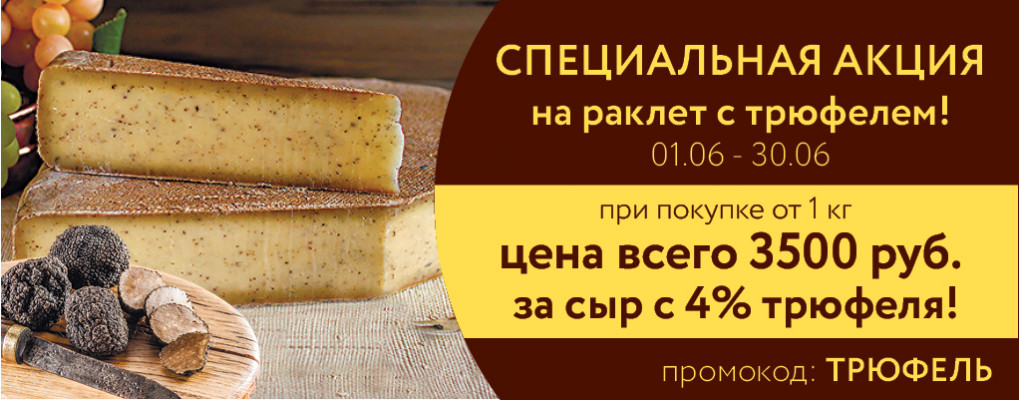 СПЕЦИАЛЬНАЯ АКЦИЯ
на раклет с трюфелем!
01.06 - 30.06
при покупке от 1 кг
цена всего 3500 руб.
за сыр с 4% трюфеля!
промокод: ТРЮФЕЛЬ